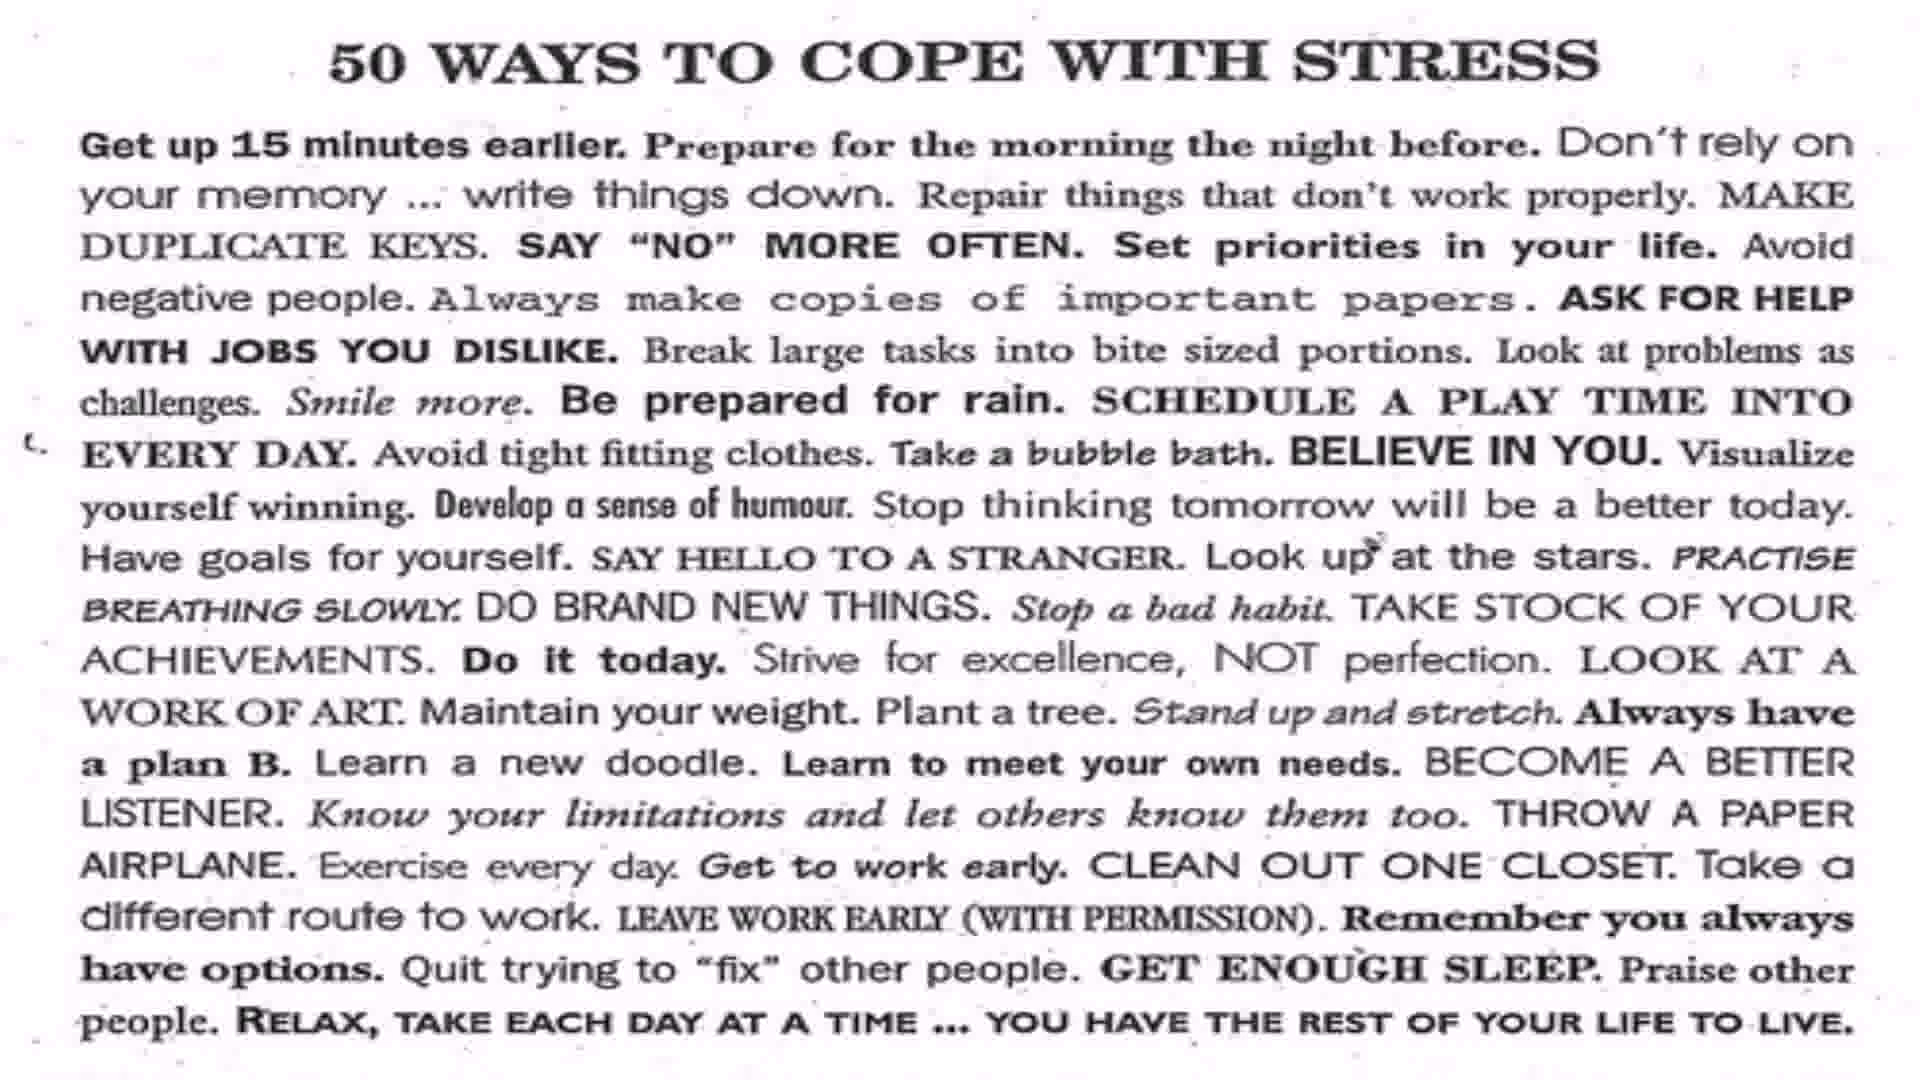 50 WAYS TO COPE WITH STRESS
Get up 15 minutes earlier. Prepare for the morning the night before. Don't rely on
your memory ... write things down. Repair things that don't work properly. MAKE
DUPLICATE KEYS. SAY "NO" MORE OFTEN. Set priorities in your life. Avoid
negative people. Always make copies of important papers. ASK FOR HELP
WITH JOBS YOU DISLIKE. Break large tasks into bite sized portions. Look at problems as
challenges. Smile more. Be prepared for rain. SCHEDULE A PLAY TIME INTO
EVERY DAY. Avoid tight fitting clothes. Take a bubble bath. BELIEVE IN YOU. Visualize
yourself winning. Develop a sense of humour. Stop thinking tomorrow will be a better today.
Have goals for yourself. SAY HELLO TO A STRANGER. Look up at the stars. PRACTISE
BREATHING SLOWLY. DO BRAND NEW THINGS. Stop a bad habit. TAKE STOCK OF YOUR
ACHIEVEMENTS. Do it today. Strive for excellence, NOT perfection. LOOK AT A
WORK OF ART. Maintain your weight. Plant a tree. Stand up and stretch. Always have
a plan B. Learn a new doodle. Learn to meet your own needs. BECOME A BETTER
LISTENER. Know your limitations and let others know them too. THROW A PAPER
AIRPLANE. Exercise every day. Get to work early. CLEAN OUT ONE CLOSET. Take a
different route to work. LEAVE WORK EARLY (WITH PERMISSION). Remember you always
have options. Quit trying to "fix" other people. GET ENOUGH SLEEP. Praise other
people. RELAX, TAKE EACH DAY AT A TIME ... YOU HAVE THE REST OF YOUR LIFE TO LIVE.